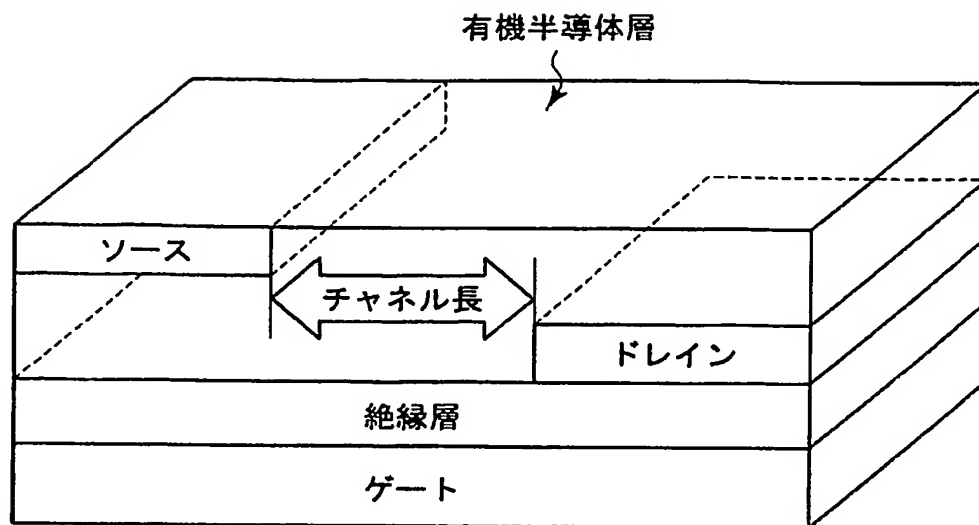 有機半導体層
ソース
チャネル長
ドレイン
絶縁層
ゲート